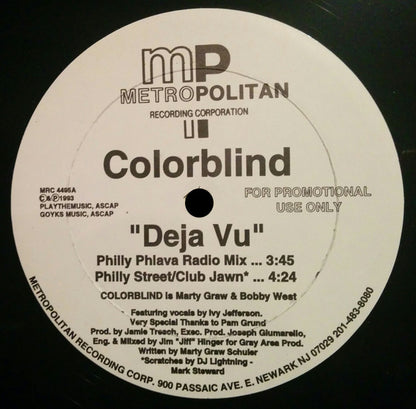 mp
METROPOLITAN
RECORDING CORPORATION
Colorblind
MRC 4495A
©&℗1993
PLAYTHEMUSIC, ASCAP
GOYKS MUSIC, ASCAP
FOR PROMOTIONAL
USE ONLY
"Deja Vu"
Philly Phlava Radio Mix ... 3:45
Philly Street/Club Jawn* ... 4:24
COLORBLIND is Marty Graw & Bobby West
Featuring vocals by Ivy Jefferson.
Very Special Thanks to Pam Grund
Prod. by Jamie Tresch, Exec. Prod. Joseph Giumarello,
Eng. & Mixed by Jim "Jiff" Hinger for Gray Area Prod.
Written by Marty Graw Schuler
*Scratches by DJ Lightning -
Mark Steward
METROPOLITAN RECORDING CORP. 900 PASSAIC AVE. E. NEWARK NJ 07029 201-483-8080